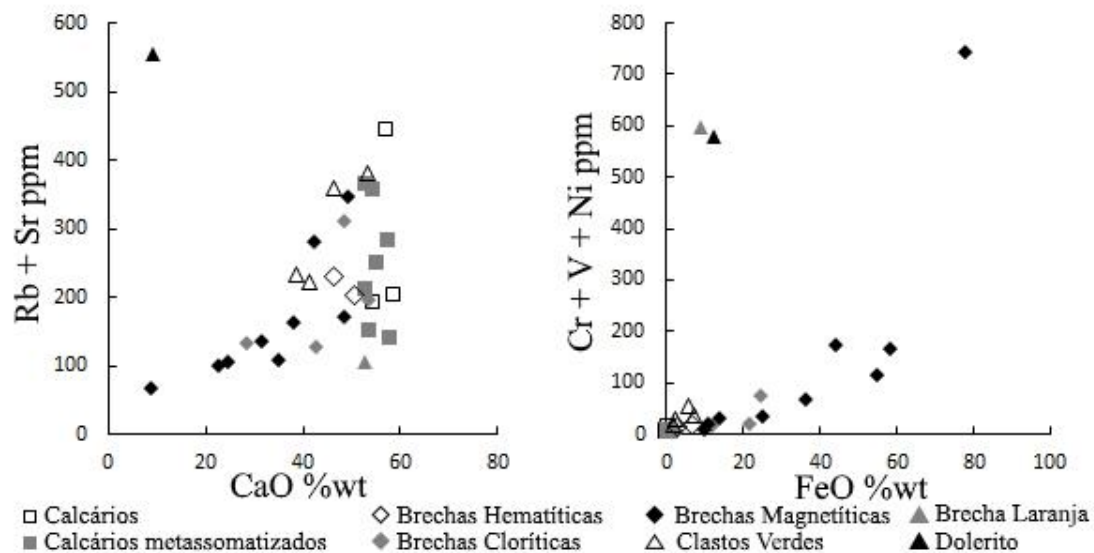 600
500
400
300
200
100
0
Rb + Sr ppm
0 20 40 60 80
CaO %wt
800
700
600
500
400
300
200
100
0
Cr + V + Ni ppm
0 20 40 60 80 100
FeO %wt
Calcários Brechas Hematíticas Brechas Magnetíticas Brecha Laranja
Calcários metassomatizados Brechas Cloríticas Clastos Verdes Dolerito